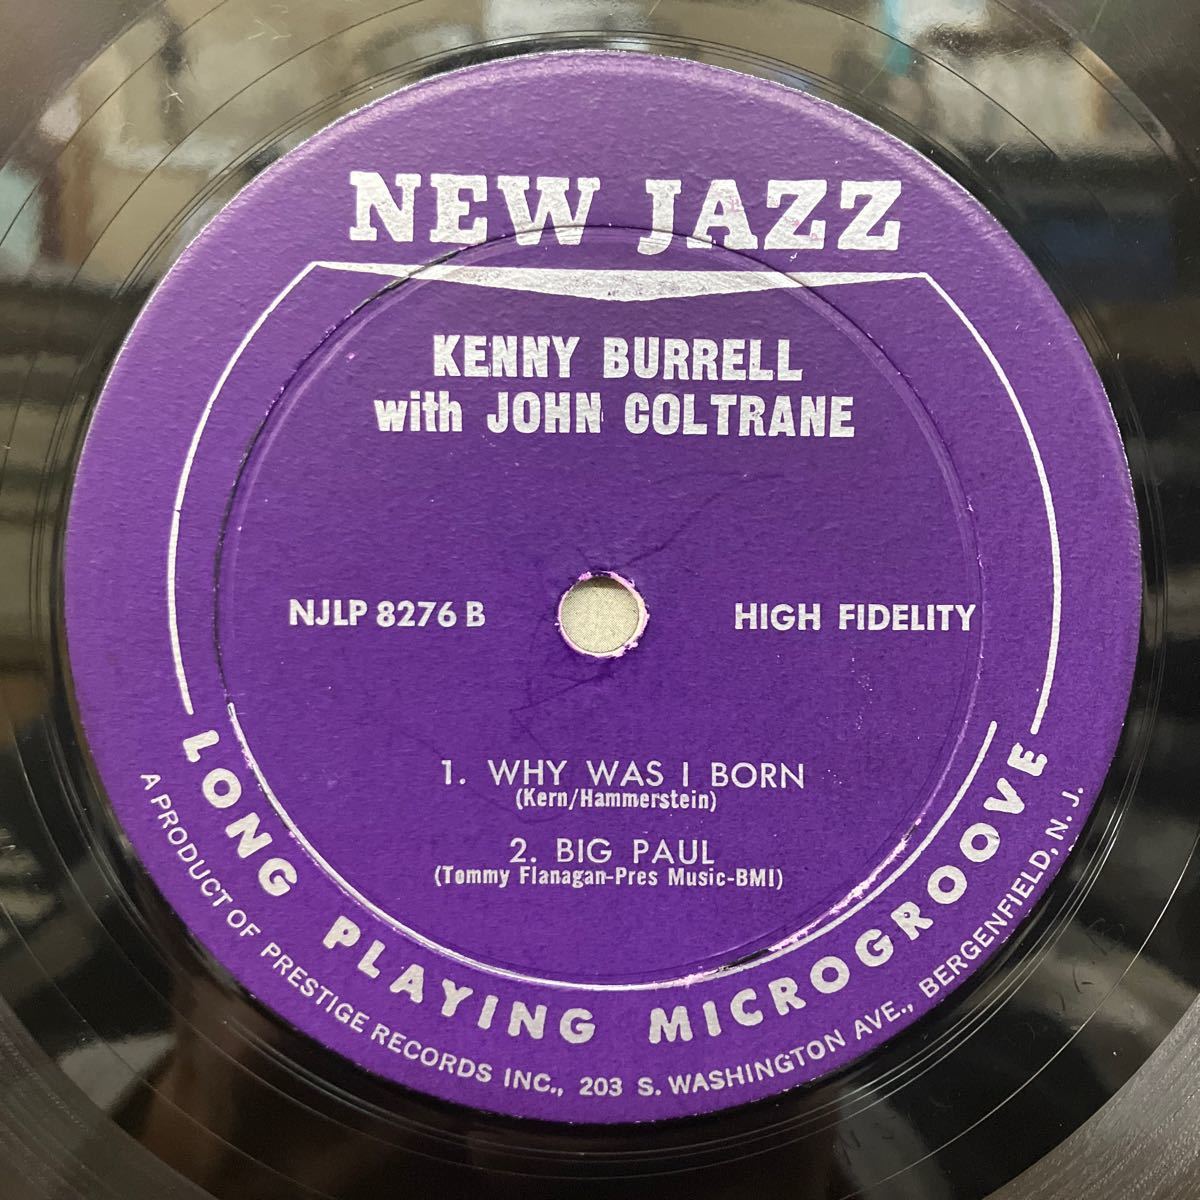 NEW JAZZ
KENNY BURRELL
with JOHN COLTRANE
NJLP 8276 B
HIGH FIDELITY
1. WHY WAS I BORN
(Kern/Hammerstein)
2. BIG PAUL
(Tommy Flanagan-Pres Music-BMI)
LONG PLAYING MICROGROOVE
A PRODUCT OF PRESTIGE RECORDS INC., 203 S. WASHINGTON AVE., BERGENFIELD, N. J.